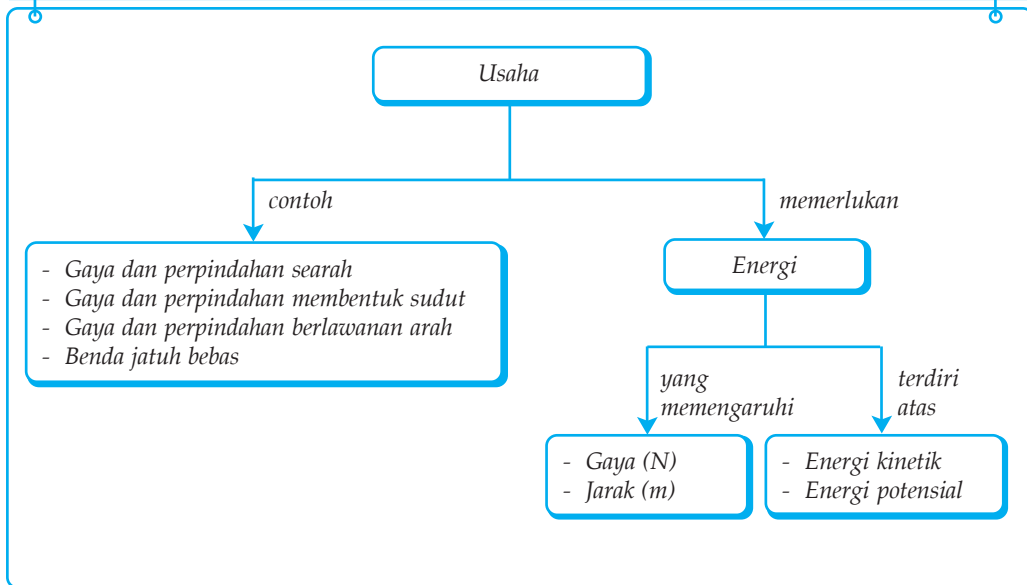 Usaha
contoh
memerlukan
- Gaya dan perpindahan searah
- Gaya dan perpindahan membentuk sudut
- Gaya dan perpindahan berlawanan arah
- Benda jatuh bebas
Energi
yang
memengaruhi
terdiri
atas
- Gaya (N)
- Jarak (m)
- Energi kinetik
- Energi potensial